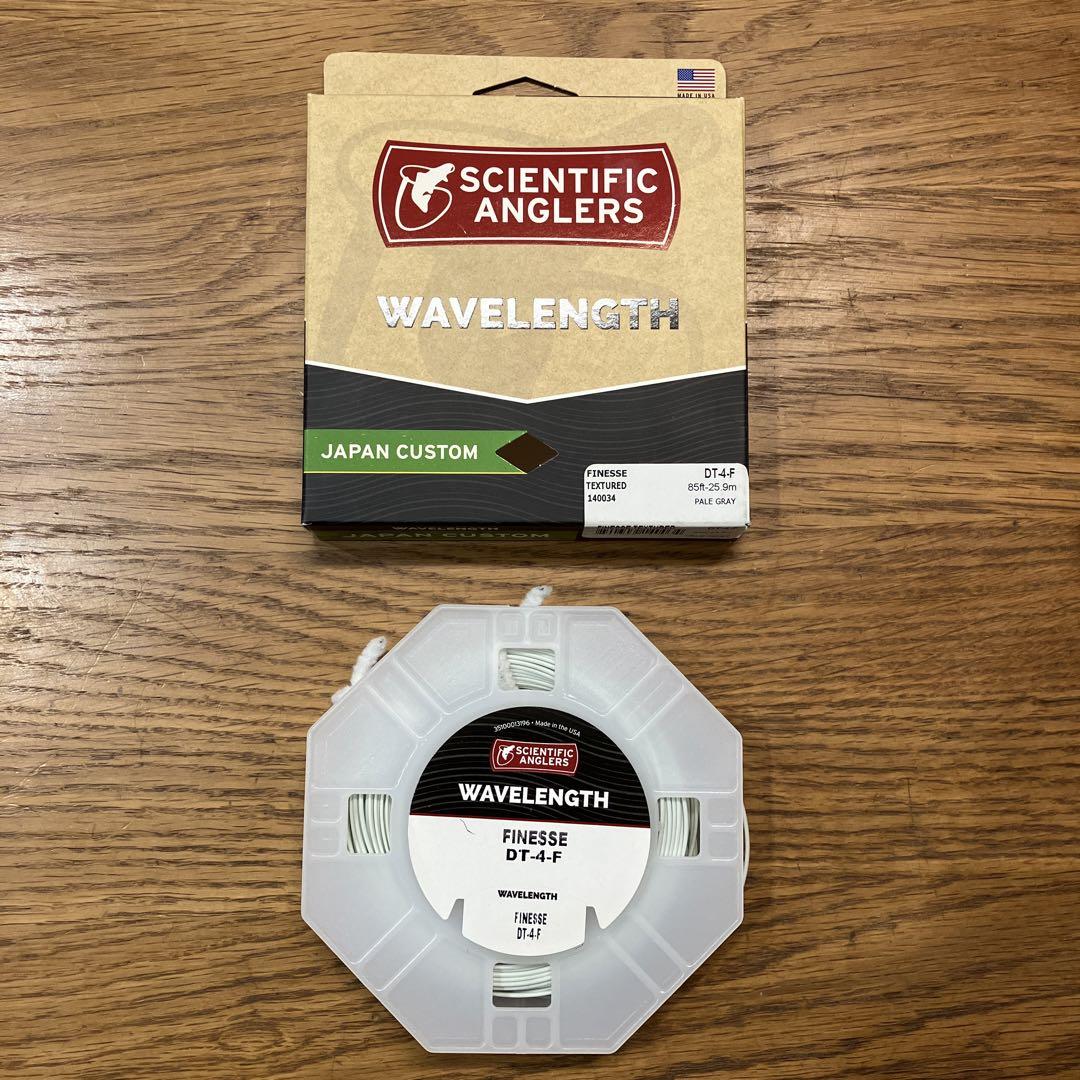 MADE IN USA
SCIENTIFIC
ANGLERS
WAVELENGTH
JAPAN CUSTOM
FINESSE DT-4-F
TEXTURED 85ft-25.9m
140034 PALE GRAY
WAVELENGTH
JAPAN CUSTOM
35100013196 • Made in the USA
SCIENTIFIC
ANGLERS
WAVELENGTH
FINESSE
DT-4-F
WAVELENGTH
FINESSE
DT-4-F